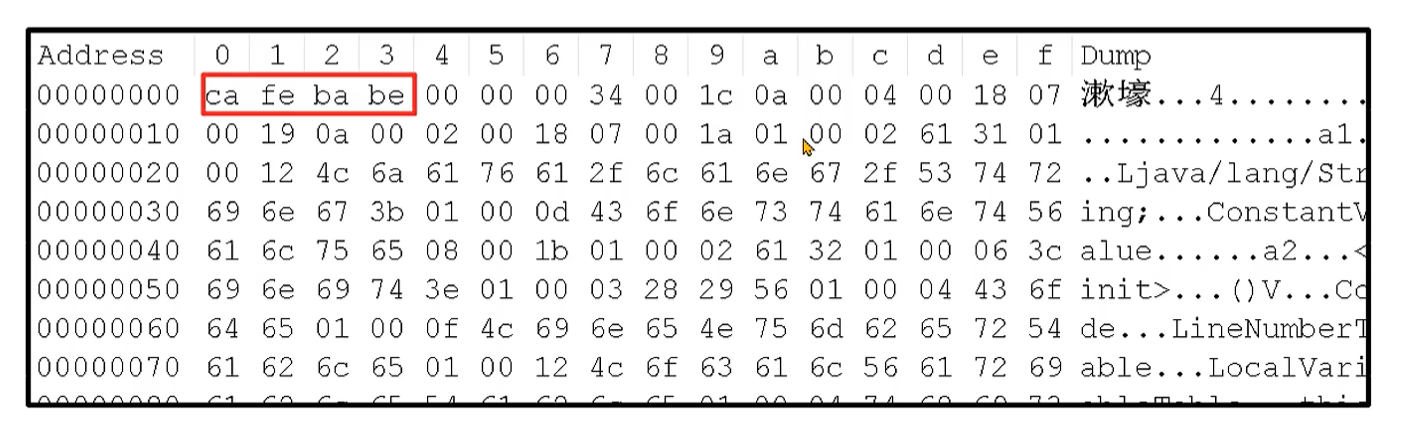 Address 0 1 2 3 4 5 6 7 8 9 a b c d e f Dump
00000000 ca fe ba be 00 00 00 34 00 1c 0a 00 04 00 18 07 漱壕...4........
00000010 00 19 0a 00 02 00 18 07 00 1a 01 00 02 61 31 01 .............a1.
00000020 00 12 4c 6a 61 76 61 2f 6c 61 6e 67 2f 53 74 72 ..Ljava/lang/Str
00000030 69 6e 67 3b 01 00 0d 43 6f 6e 73 74 61 6e 74 56 ing;...ConstantV
00000040 61 6c 75 65 08 00 1b 01 00 02 61 32 01 00 06 3c alue......a2...<
00000050 69 6e 69 74 3e 01 00 03 28 29 56 01 00 04 43 6f init>...()V...Co
00000060 64 65 01 00 0f 4c 69 6e 65 4e 75 6d 62 65 72 54 de...LineNumberT
00000070 61 62 6c 65 01 00 12 4c 6f 63 61 6c 56 61 72 69 able...LocalVari